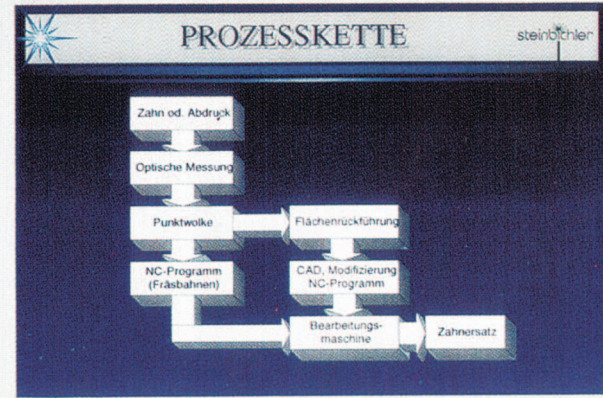 PROZESSKETTE
steinbichler
Zahn od. Abdruck
Optische Messung
Punktwolke
Flächenrückführung
NC-Programm
(Fräsbahnen)
CAD, Modifizierung
NC-Programm
Bearbeitungs-
maschine
Zahnersatz